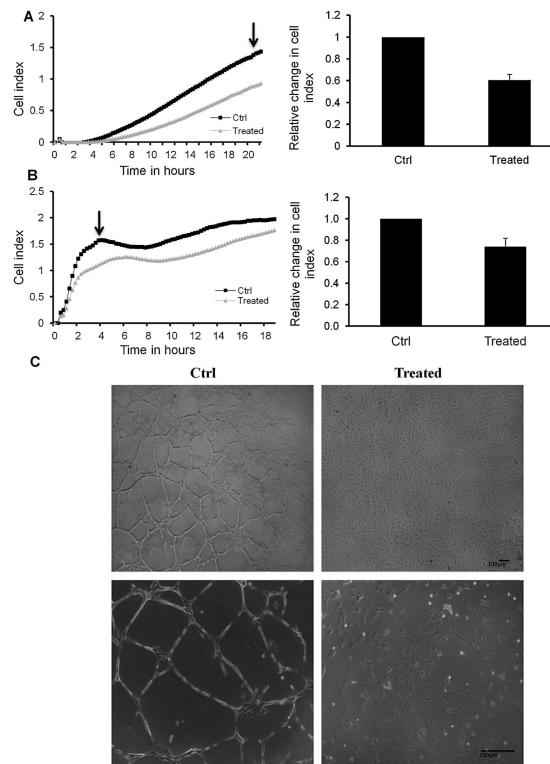 A
Cell index
1.5
1
0.5
0
0 2 4 6 8 10 12 14 16 18 20
Time in hours
Ctrl
Treated
Relative change in cell
index
1.2
1
0.8
0.6
0.4
0.2
0
Ctrl Treated
B
Cell index
2.5
2
1.5
1
0.5
0
0 2 4 6 8 10 12 14 16 18
Time in hours
Ctrl
Treated
Relative change in cell
index
1.2
1.0
0.8
0.6
0.4
0.2
0
Ctrl Treated
C
Ctrl Treated
100µm
100µm